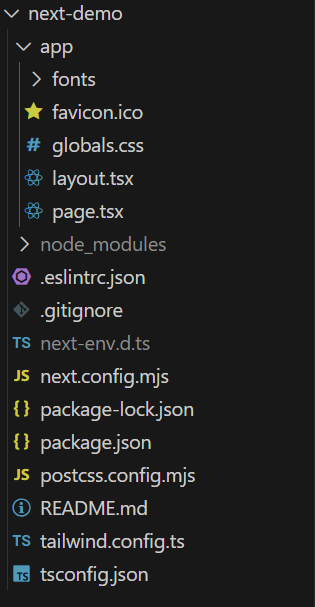 next-demo
app
fonts
favicon.ico
# globals.css
layout.tsx
page.tsx
node_modules
.eslintrc.json
.gitignore
TS next-env.d.ts
JS next.config.mjs
{} package-lock.json
{} package.json
JS postcss.config.mjs
README.md
TS tailwind.config.ts
TS tsconfig.json